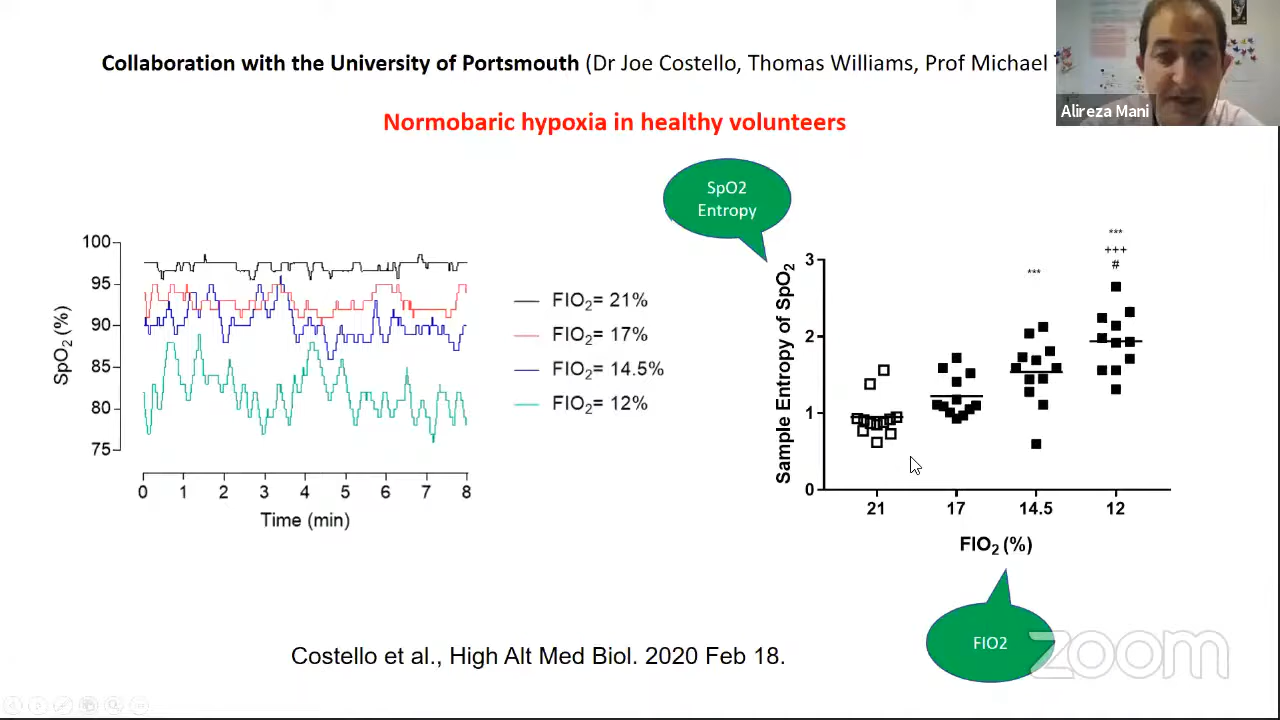 Collaboration with the University of Portsmouth (Dr Joe Costello, Thomas Williams, Prof Michael
Alireza Mani
Normobaric hypoxia in healthy volunteers
SpO2
Entropy
100
95
90
85
80
75
SpO2 (%)
0 1 2 3 4 5 6 7 8
Time (min)
FIO2= 21%
FIO2= 17%
FIO2= 14.5%
FIO2= 12%
Sample Entropy of SpO2
3
2
1
0
***
***
+++
#
21 17 14.5 12
FIO2 (%)
FIO2
Costello et al., High Alt Med Biol. 2020 Feb 18.
zoom